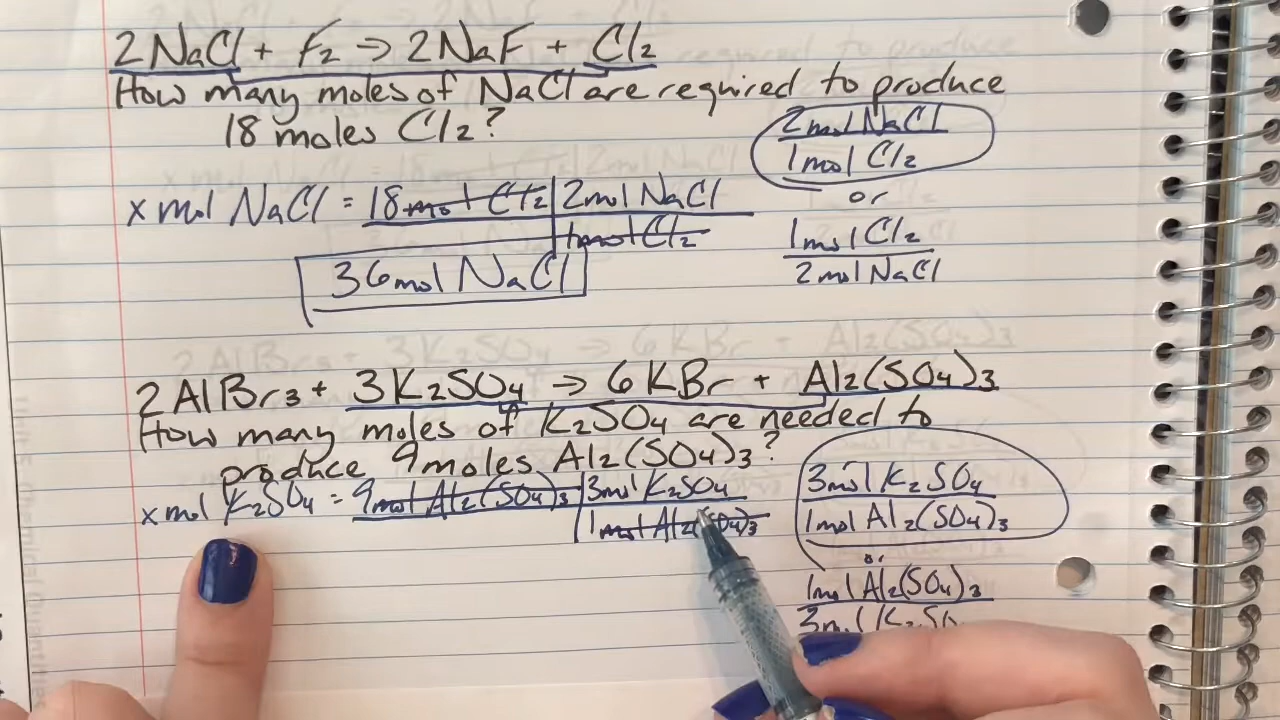 2NaCl + F₂ → 2NaF + Cl₂
How many moles of NaCl are required to produce
18 moles Cl₂?
2mol NaCl
1mol Cl₂
or
1mol Cl₂
2mol NaCl
x mol NaCl = 18 mol Cl₂ | 2mol NaCl
1mol Cl₂
36mol NaCl
2AlBr₃ + 3K₂SO₄ → 6KBr + Al₂(SO₄)₃
How many moles of K₂SO₄ are needed to
produce 9moles Al₂(SO₄)₃?
x mol K₂SO₄ = 9mol Al₂(SO₄)₃ | 3mol K₂SO₄
1mol Al₂(SO₄)₃
3mol K₂SO₄
1mol Al₂(SO₄)₃
or
1mol Al₂(SO₄)₃
3mol K₂SO